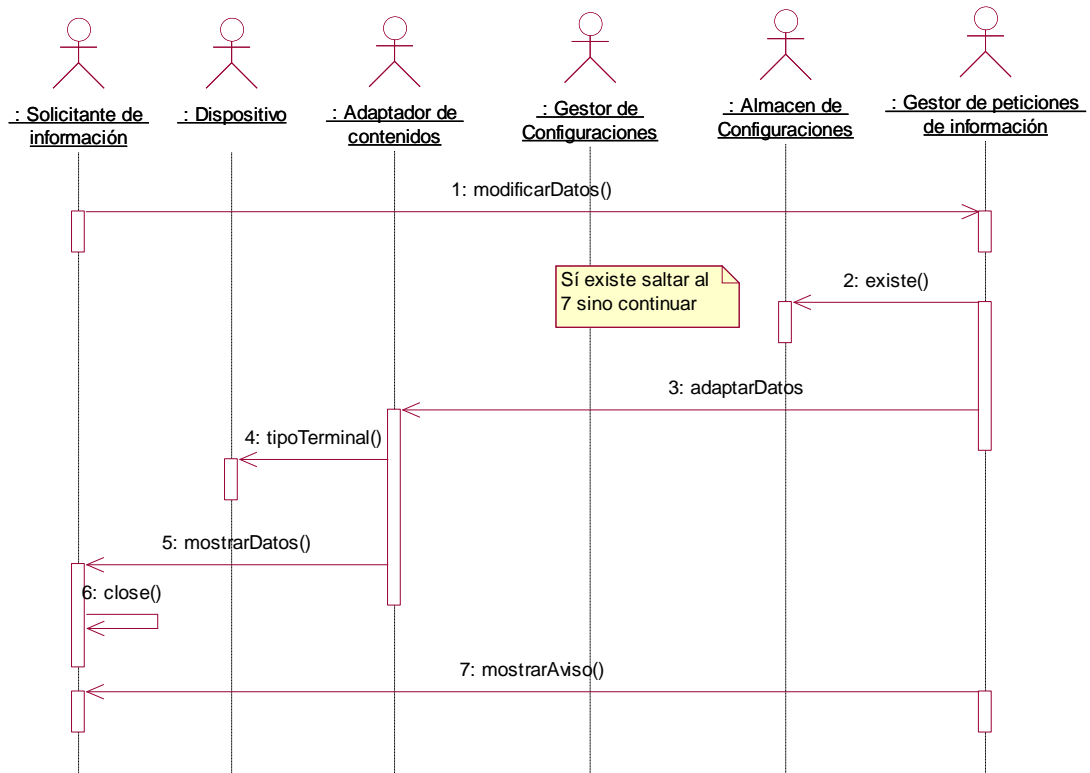 : Solicitante de
información
: Dispositivo
: Adaptador de
contenidos
: Gestor de
Configuraciones
: Almacen de
Configuraciones
: Gestor de peticiones
de información
1: modificarDatos()
Sí existe saltar al
7 sino continuar
2: existe()
3: adaptarDatos
4: tipoTerminal()
5: mostrarDatos()
6: close()
7: mostrarAviso()